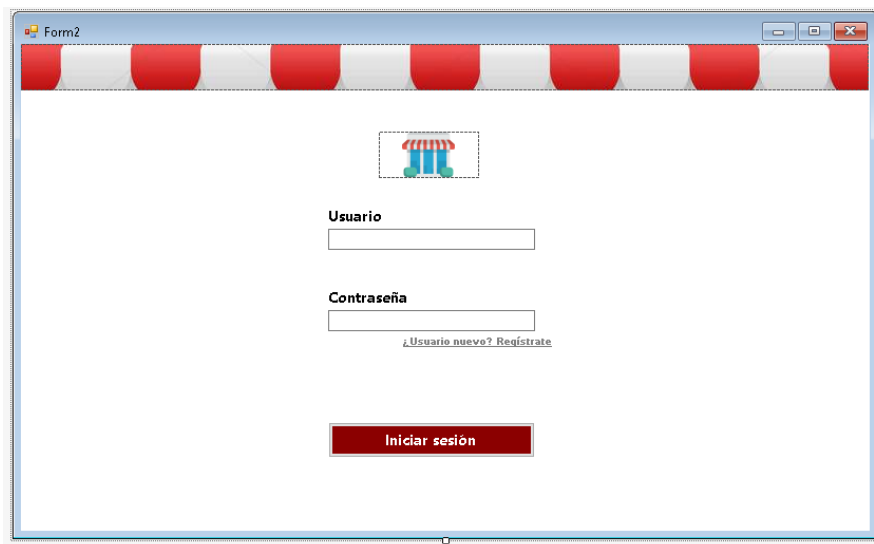 Form2
Usuario
Contraseña
¿Usuario nuevo? Regístrate
Iniciar sesión